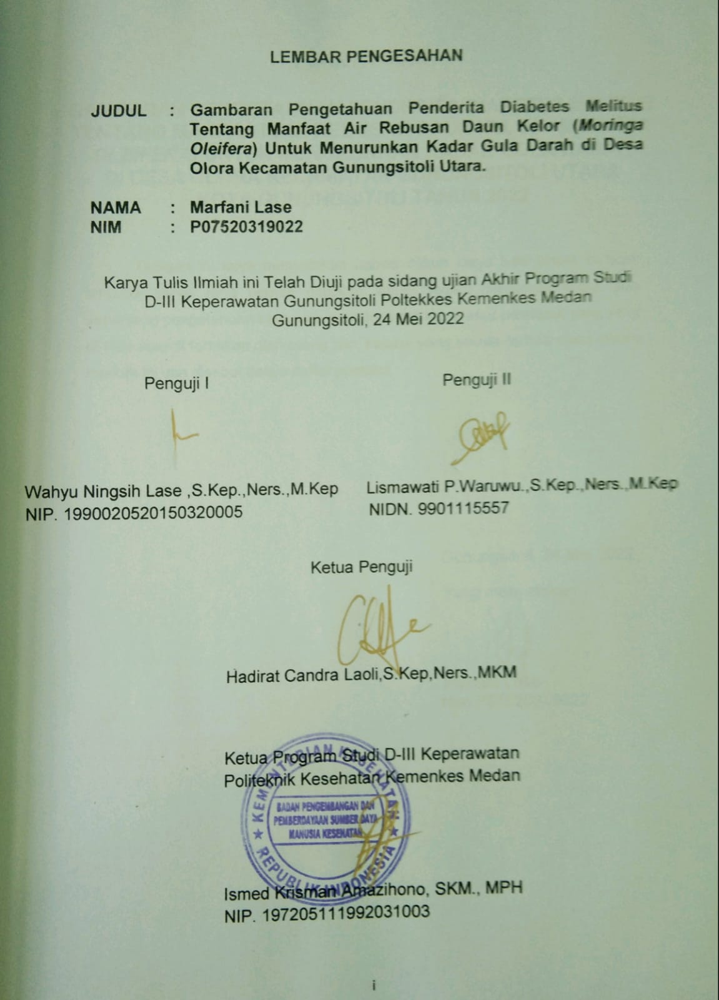 LEMBAR PENGESAHAN
JUDUL : Gambaran Pengetahuan Penderita Diabetes Melitus
Tentang Manfaat Air Rebusan Daun Kelor (Moringa
Oleifera) Untuk Menurunkan Kadar Gula Darah di Desa
Olora Kecamatan Gunungsitoli Utara.
NAMA : Marfani Lase
NIM : P07520319022
Karya Tulis Ilmiah ini Telah Diuji pada sidang ujian Akhir Program Studi
D-III Keperawatan Gunungsitoli Poltekkes Kemenkes Medan
Gunungsitoli, 24 Mei 2022
Penguji I
Penguji II
Wahyu Ningsih Lase ,S.Kep.,Ners.,M.Kep
NIP. 1990020520150320005
Lismawati P.Waruwu.,S.Kep.,Ners.,M.Kep
NIDN. 9901115557
Ketua Penguji
Hadirat Candra Laoli,S.Kep,Ners.,MKM
Ketua Program Studi D-III Keperawatan
Politeknik Kesehatan Kemenkes Medan
KEMENTERIAN KESEHATAN
BADAN PENGEMBANGAN DAN
PEMBERDAYAAN SUMBER DAYA
MANUSIA KESEHATAN
REPUBLIK INDONESIA
Ismed Krisman Amazihono, SKM., MPH
NIP. 197205111992031003
i